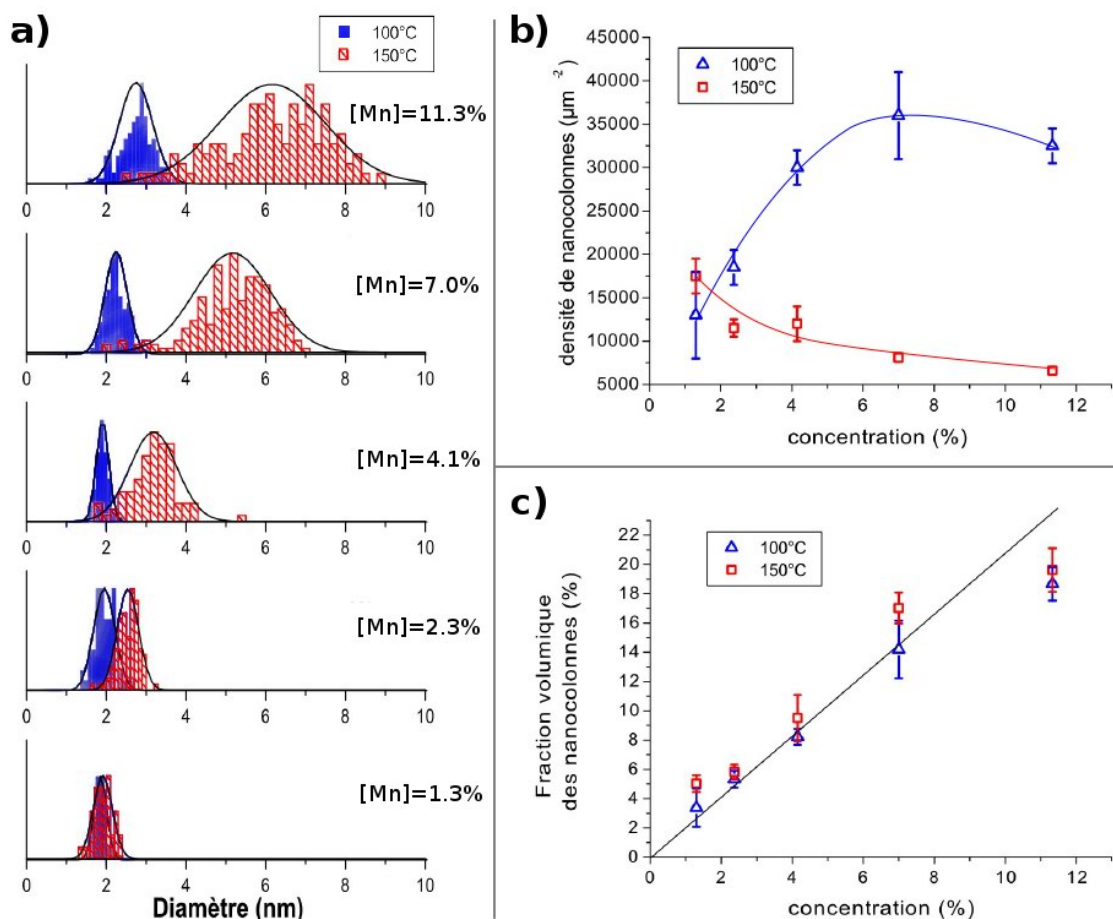 a)
100°C
150°C
[Mn]=11.3%
0 2 4 6 8 10
[Mn]=7.0%
0 2 4 6 8 10
[Mn]=4.1%
0 2 4 6 8 10
[Mn]=2.3%
0 2 4 6 8 10
[Mn]=1.3%
0 2 4 6 8 10
Diamètre (nm)
b)
densité de nanocolonnes (µm⁻²)
45000
40000
35000
30000
25000
20000
15000
10000
5000
100°C
150°C
0 2 4 6 8 10 12
concentration (%)
c)
Fraction volumique
des nanocolonnes (%)
22
20
18
16
14
12
10
8
6
4
2
0
100°C
150°C
0 2 4 6 8 10 12
concentration (%)